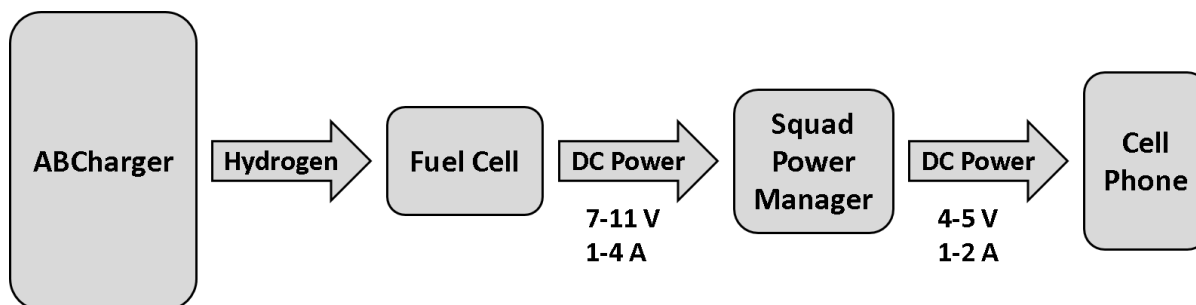 ABCharger
Hydrogen
Fuel Cell
DC Power
7-11 V
1-4 A
Squad
Power
Manager
DC Power
4-5 V
1-2 A
Cell
Phone